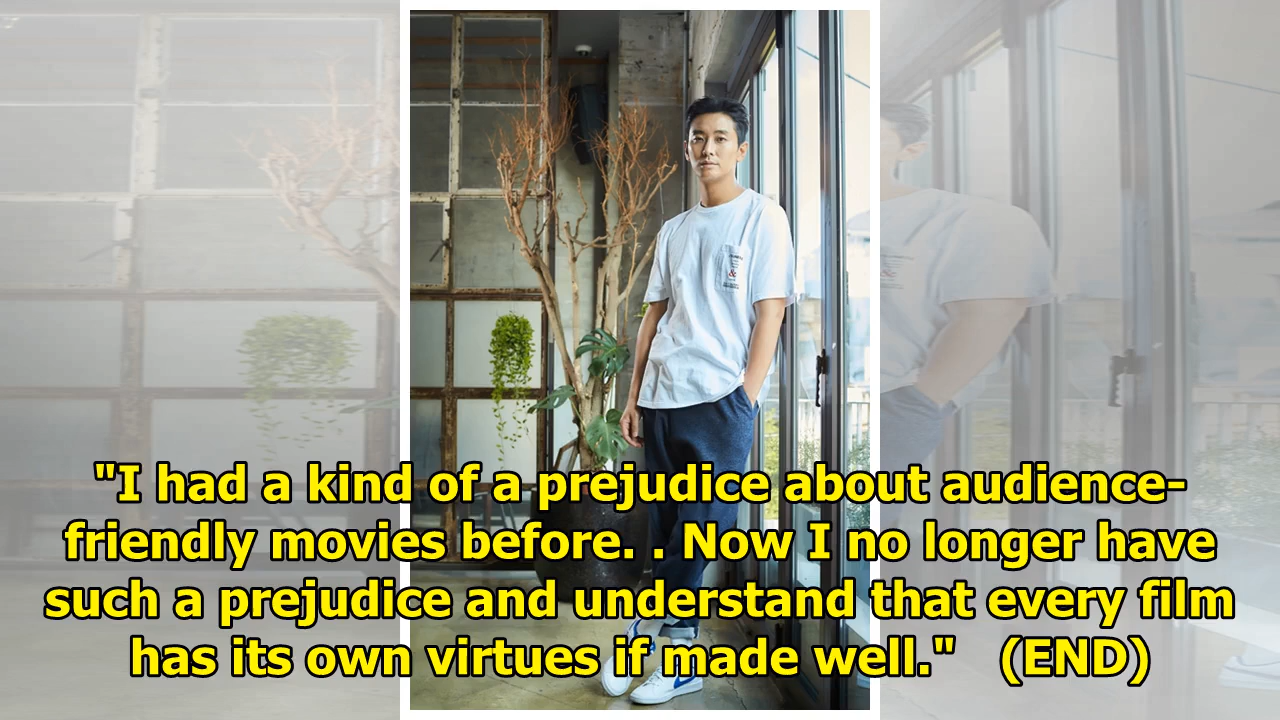 "I had a kind of a prejudice about audience-
friendly movies before. . Now I no longer have
such a prejudice and understand that every film
has its own virtues if made well."   (END)
&